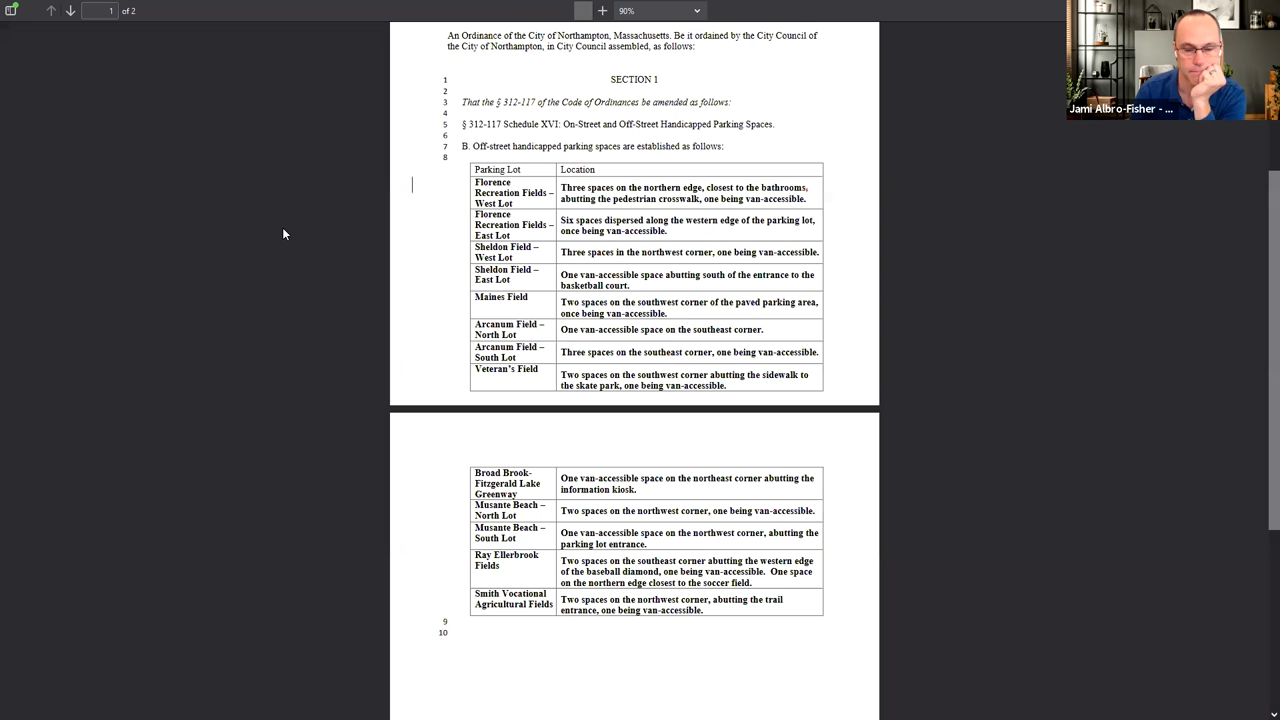 1
of 2
90%
Jami Albro-Fisher - ...
An Ordinance of the City of Northampton, Massachusetts. Be it ordained by the City Council of
the City of Northampton, in City Council assembled, as follows:
1 SECTION 1
2
3 That the § 312-117 of the Code of Ordinances be amended as follows:
4
5 § 312-117 Schedule XVI: On-Street and Off-Street Handicapped Parking Spaces.
6
7 B. Off-street handicapped parking spaces are established as follows:
8
Parking Lot Location
Florence
Recreation Fields –
West Lot
Three spaces on the northern edge, closest to the bathrooms,
abutting the pedestrian crosswalk, one being van-accessible.
Florence
Recreation Fields –
East Lot
Six spaces dispersed along the western edge of the parking lot,
once being van-accessible.
Sheldon Field –
West Lot
Three spaces in the northwest corner, one being van-accessible.
Sheldon Field –
East Lot
One van-accessible space abutting south of the entrance to the
basketball court.
Maines Field
Two spaces on the southwest corner of the paved parking area,
once being van-accessible.
Arcanum Field –
North Lot
One van-accessible space on the southeast corner.
Arcanum Field –
South Lot
Three spaces on the southeast corner, one being van-accessible.
Veteran's Field
Two spaces on the southwest corner abutting the sidewalk to
the skate park, one being van-accessible.
Broad Brook-
Fitzgerald Lake
Greenway
One van-accessible space on the northeast corner abutting the
information kiosk.
Musante Beach –
North Lot
Two spaces on the northwest corner, one being van-accessible.
Musante Beach –
South Lot
One van-accessible space on the northwest corner, abutting the
parking lot entrance.
Ray Ellerbrook
Fields
Two spaces on the southeast corner abutting the western edge
of the baseball diamond, one being van-accessible. One space
on the northern edge closest to the soccer field.
Smith Vocational
Agricultural Fields
Two spaces on the northwest corner, abutting the trail
entrance, one being van-accessible.
9
10